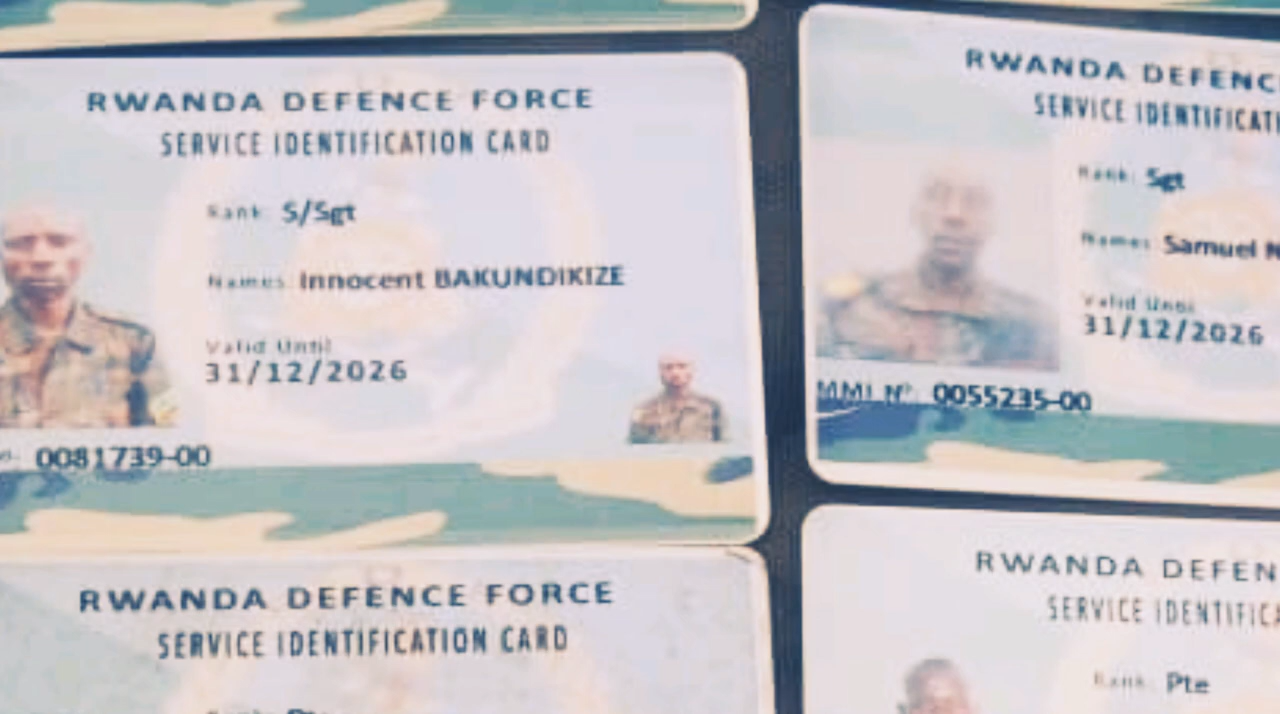 RWANDA DEFENCE FORCE
SERVICE IDENTIFICATION CARD
Rank: S/Sgt
Names: Innocent BAKUNDIKIZE
Valid Until
31/12/2026
0081739-00
RWANDA DEFENC
SERVICE IDENTIFICATI
Rank: Sgt
Names: Samuel N
Valid Until
31/12/2026
MMI Nº: 0055235-00
RWANDA DEFENCE FORCE
SERVICE IDENTIFICATION CARD
RWANDA DEFEN
SERVICE IDENTIFICA
Rank: Pte